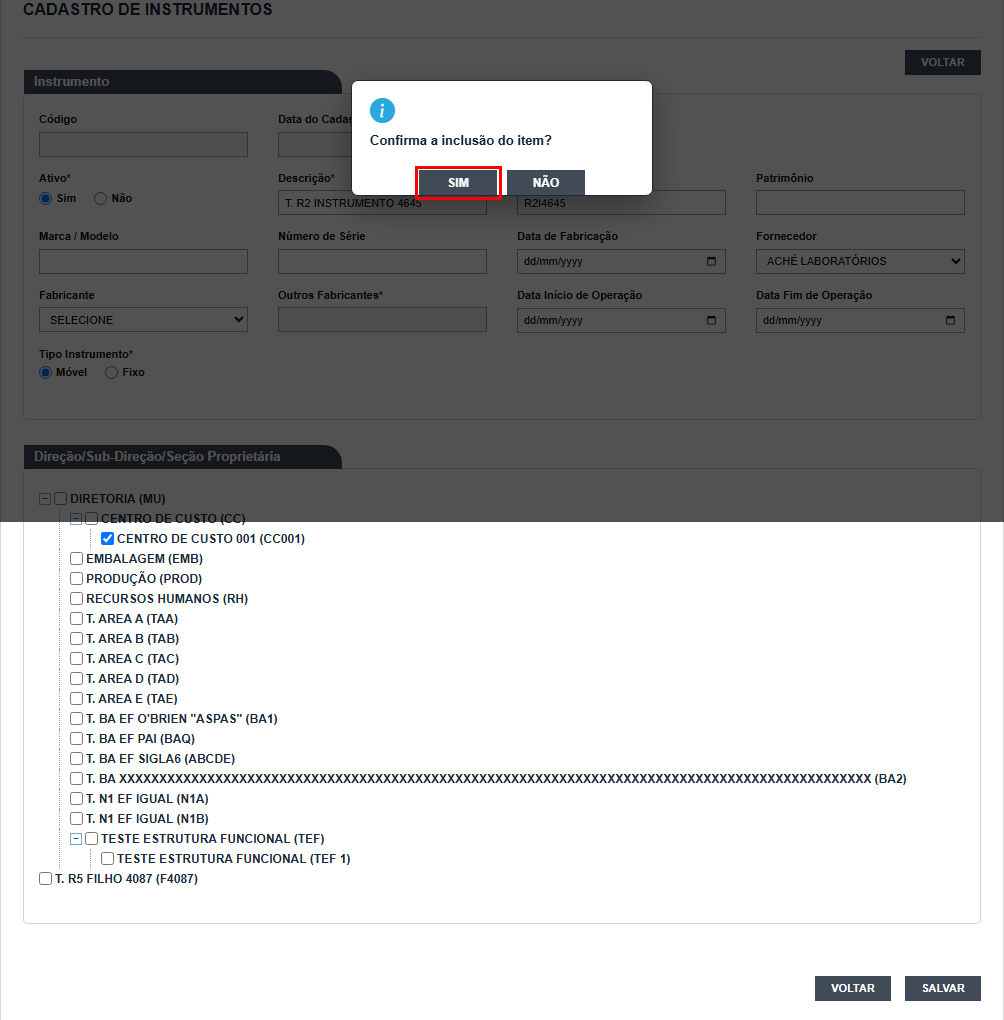 CADASTRO DE INSTRUMENTOS
VOLTAR
Instrumento
Código
Data do Cadas
Confirma a inclusão do item?
SIM
NÃO
Ativo*
Sim
Não
Descrição*
T. R2 INSTRUMENTO 4645
R2I4645
Patrimônio
Marca / Modelo
Número de Série
Data de Fabricação
dd/mm/yyyy
Fornecedor
ACHÉ LABORATÓRIOS
Fabricante
SELECIONE
Outros Fabricantes*
Data Início de Operação
dd/mm/yyyy
Data Fim de Operação
dd/mm/yyyy
Tipo Instrumento*
Móvel
Fixo
Direção/Sub-Direção/Seção Proprietária
DIRETORIA (MU)
CENTRO DE CUSTO (CC)
CENTRO DE CUSTO 001 (CC001)
EMBALAGEM (EMB)
PRODUÇÃO (PROD)
RECURSOS HUMANOS (RH)
T. AREA A (TAA)
T. AREA B (TAB)
T. AREA C (TAC)
T. AREA D (TAD)
T. AREA E (TAE)
T. BA EF O'BRIEN "ASPAS" (BA1)
T. BA EF PAI (BAQ)
T. BA EF SIGLA6 (ABCDE)
T. BA XXXXXXXXXXXXXXXXXXXXXXXXXXXXXXXXXXXXXXXXXXXXXXXXXXXXXXXXXXXXXXXXXXXXXXXXXXXXXXXXXXXXXXXXXXXXXX (BA2)
T. N1 EF IGUAL (N1A)
T. N1 EF IGUAL (N1B)
TESTE ESTRUTURA FUNCIONAL (TEF)
TESTE ESTRUTURA FUNCIONAL (TEF 1)
T. R5 FILHO 4087 (F4087)
VOLTAR
SALVAR